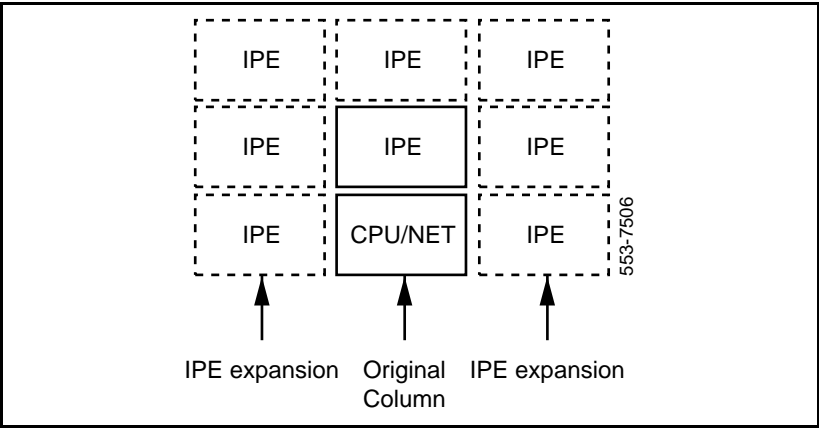 IPE IPE IPE
IPE IPE IPE
IPE CPU/NET IPE
553-7506
IPE expansion Original Column IPE expansion